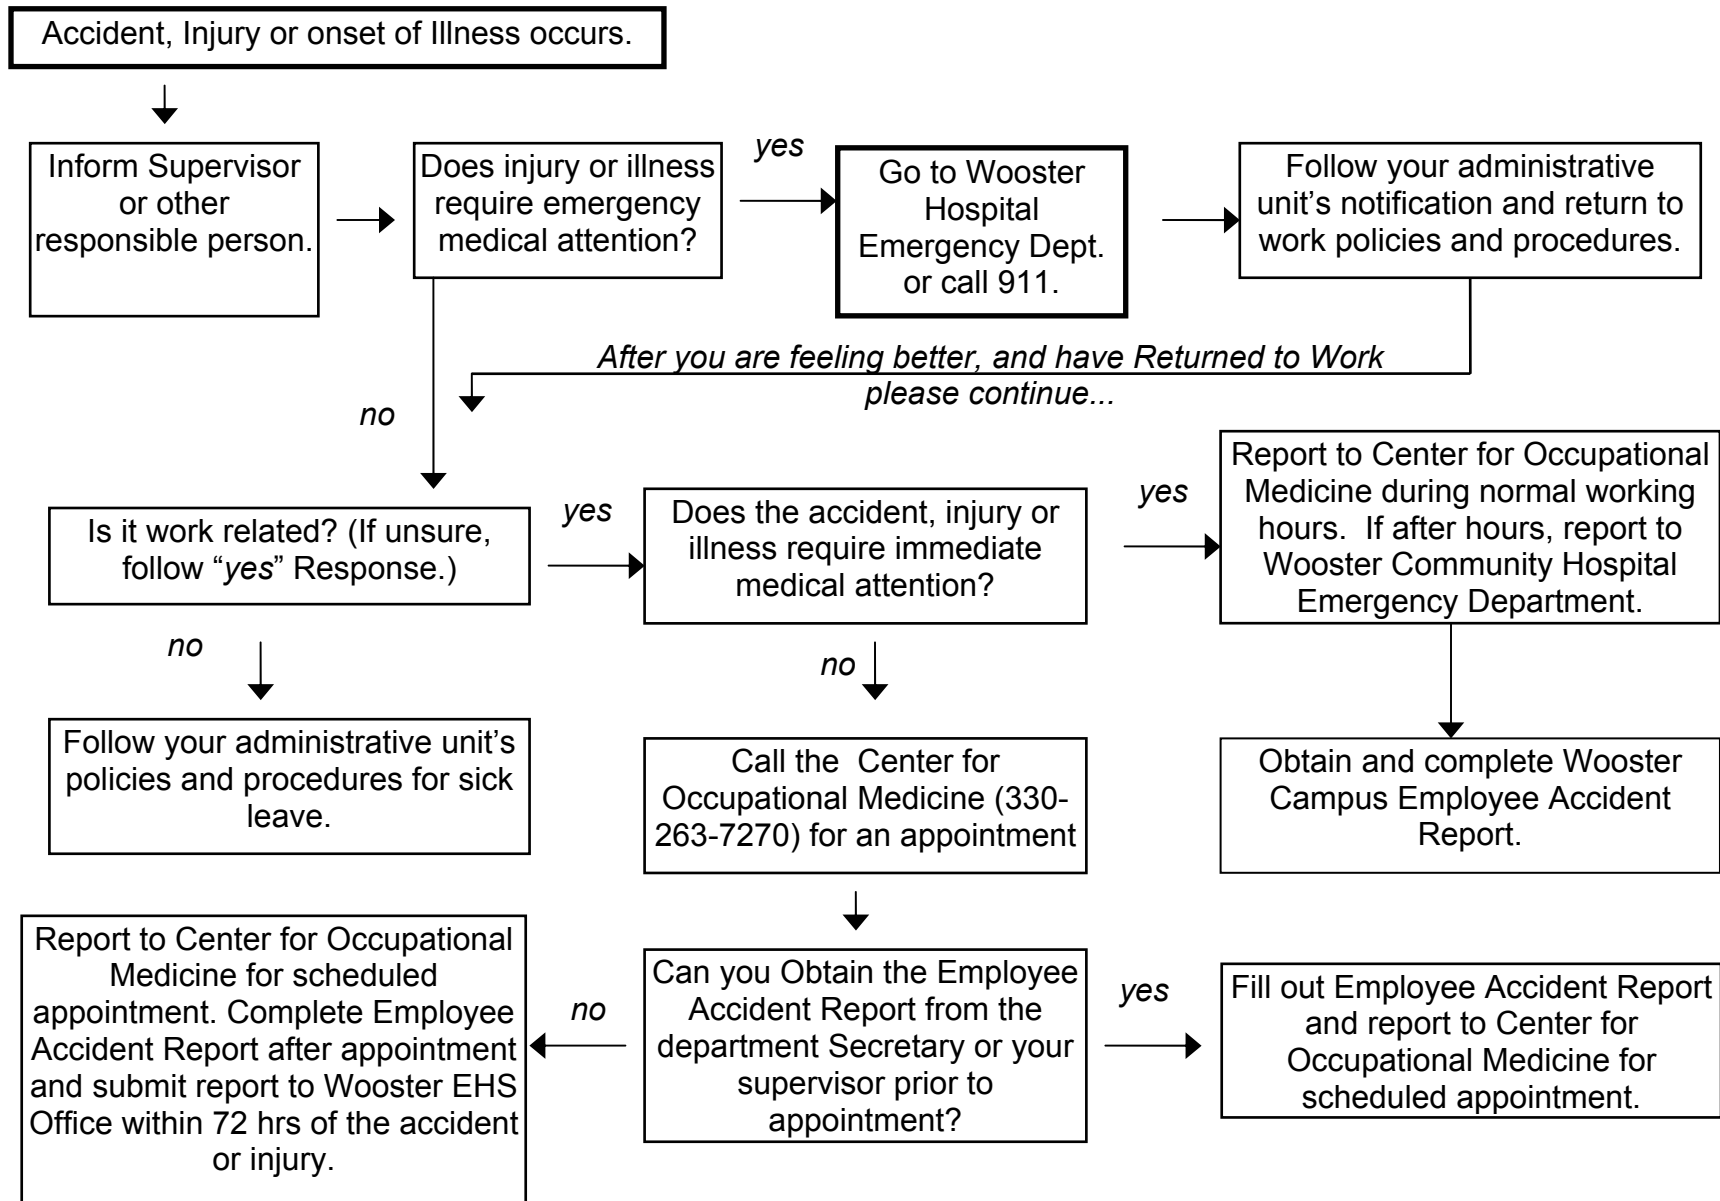 Accident, Injury or onset of Illness occurs.
Inform Supervisor
or other
responsible person.
Does injury or illness
require emergency
medical attention?
yes
Go to Wooster
Hospital
Emergency Dept.
or call 911.
Follow your administrative
unit’s notification and return to
work policies and procedures.
After you are feeling better, and have Returned to Work
please continue...
no
Is it work related? (If unsure,
follow “yes” Response.)
yes
Does the accident, injury or
illness require immediate
medical attention?
yes
Report to Center for Occupational
Medicine during normal working
hours.  If after hours, report to
Wooster Community Hospital
Emergency Department.
no
Follow your administrative unit’s
policies and procedures for sick
leave.
no
Call the  Center for
Occupational Medicine (330-
263-7270) for an appointment
Obtain and complete Wooster
Campus Employee Accident
Report.
Report to Center for Occupational
Medicine for scheduled
appointment. Complete Employee
Accident Report after appointment
and submit report to Wooster EHS
Office within 72 hrs of the accident
or injury.
no
Can you Obtain the Employee
Accident Report from the
department Secretary or your
supervisor prior to
appointment?
yes
Fill out Employee Accident Report
and report to Center for
Occupational Medicine for
scheduled appointment.